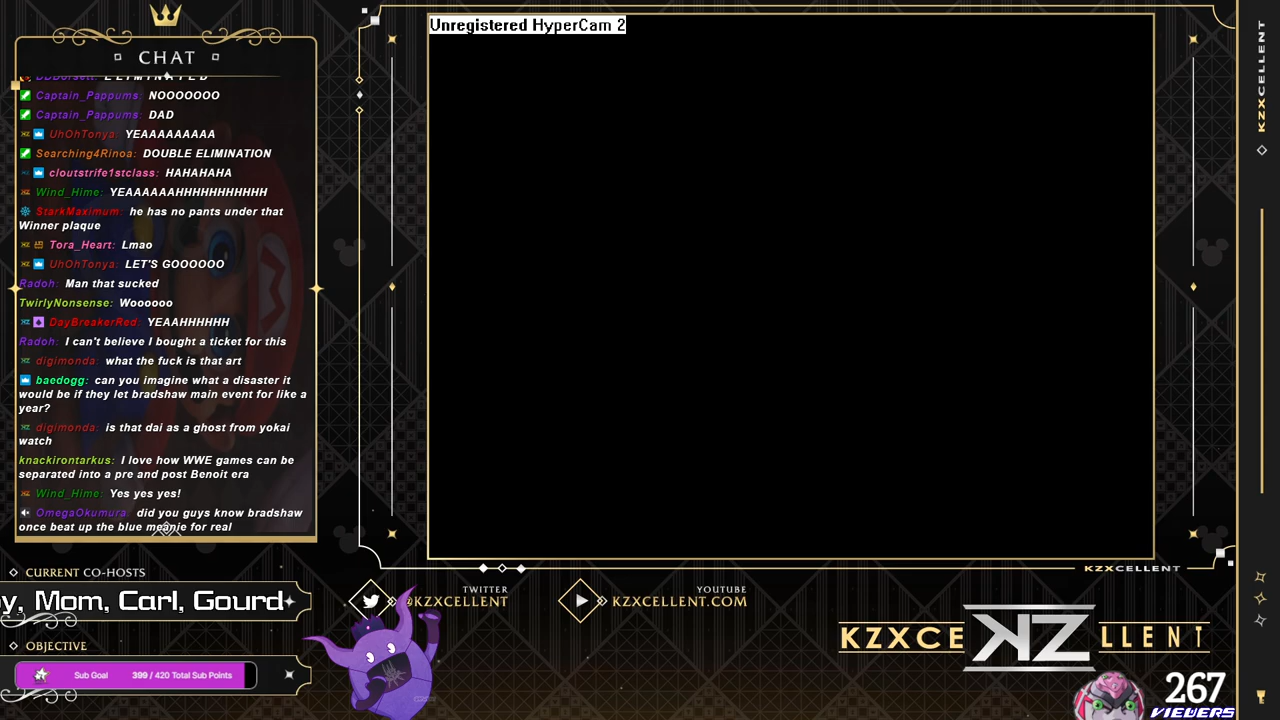 Unregistered HyperCam 2
CHAT
DDDorsett: E L I M I N A T E D
Captain_Pappums: NOOOOOOO
Captain_Pappums: DAD
UhOhTonya: YEAAAAAAAAA
Searching4Rinoa: DOUBLE ELIMINATION
cloutstrife1stclass: HAHAHAHA
Wind_Hime: YEAAAAAAHHHHHHHHHHH
StarkMaximum: he has no pants under that
Winner plaque
Tora_Heart: Lmao
UhOhTonya: LET'S GOOOOOO
Radoh: Man that sucked
TwirlyNonsense: Woooooo
DayBreakerRed: YEAAHHHHHH
Radoh: I can't believe I bought a ticket for this
digimonda: what the fuck is that art
baedogg: can you imagine what a disaster it
would be if they let bradshaw main event for like a
year?
digimonda: is that dai as a ghost from yokai
watch
knackirontarkus: I love how WWE games can be
separated into a pre and post Benoit era
Wind_Hime: Yes yes yes!
OmegaOkumura: did you guys know bradshaw
once beat up the blue meanie for real
CURRENT CO-HOSTS
y, Mom, Carl, Gourd
OBJECTIVE
Sub Goal 399 / 420 Total Sub Points
TWITTER
@KZXCELLENT
YOUTUBE
KZXCELLENT.COM
KZXCELLENT
KZXCE KZ LLENT
267
VIEWERS
KZXCELLENT